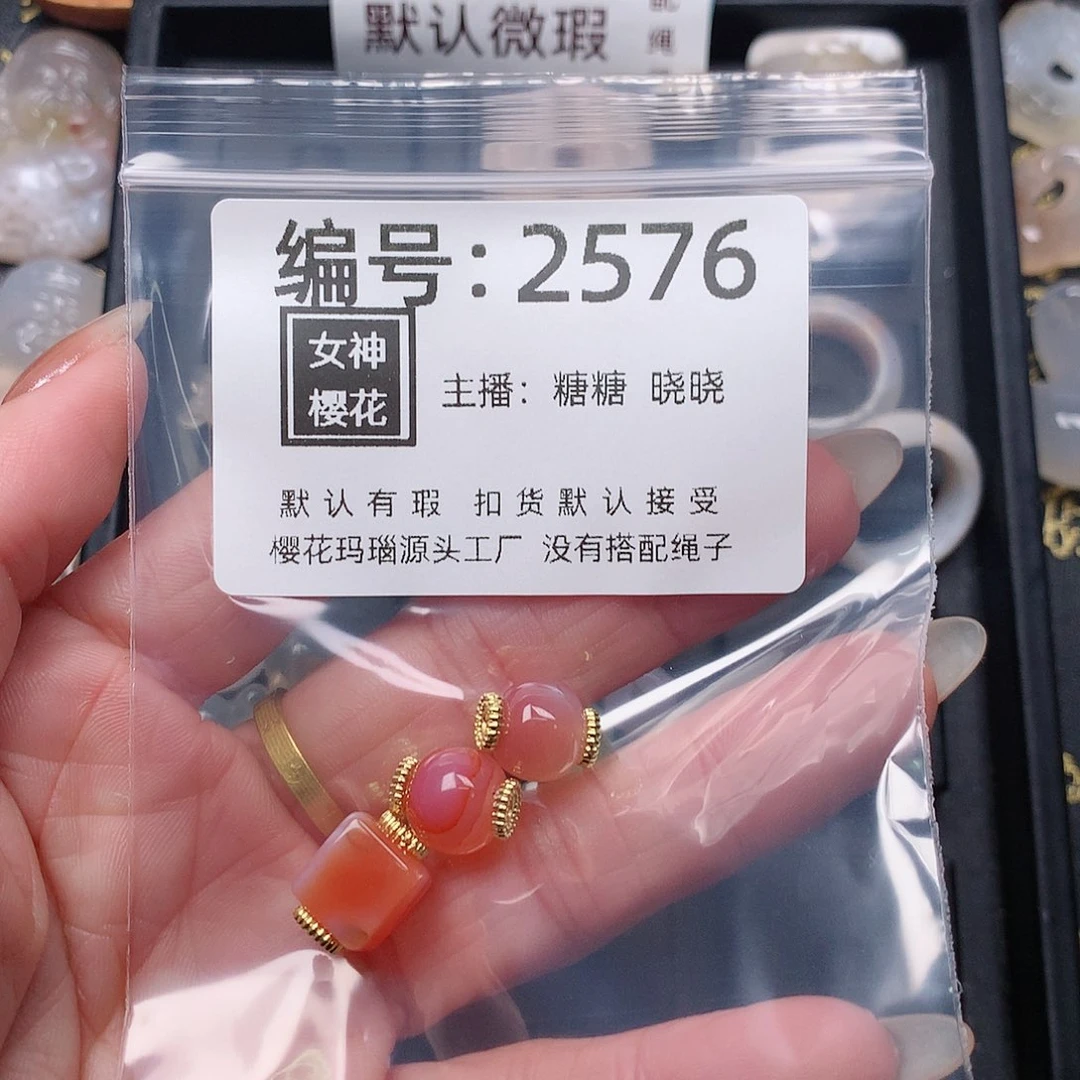 默认微瑕
绳
编号:2576
女神
樱花
主播：糖糖 晓晓
默认有瑕 扣货默认接受
樱花玛瑙源头工厂 没有搭配绳子